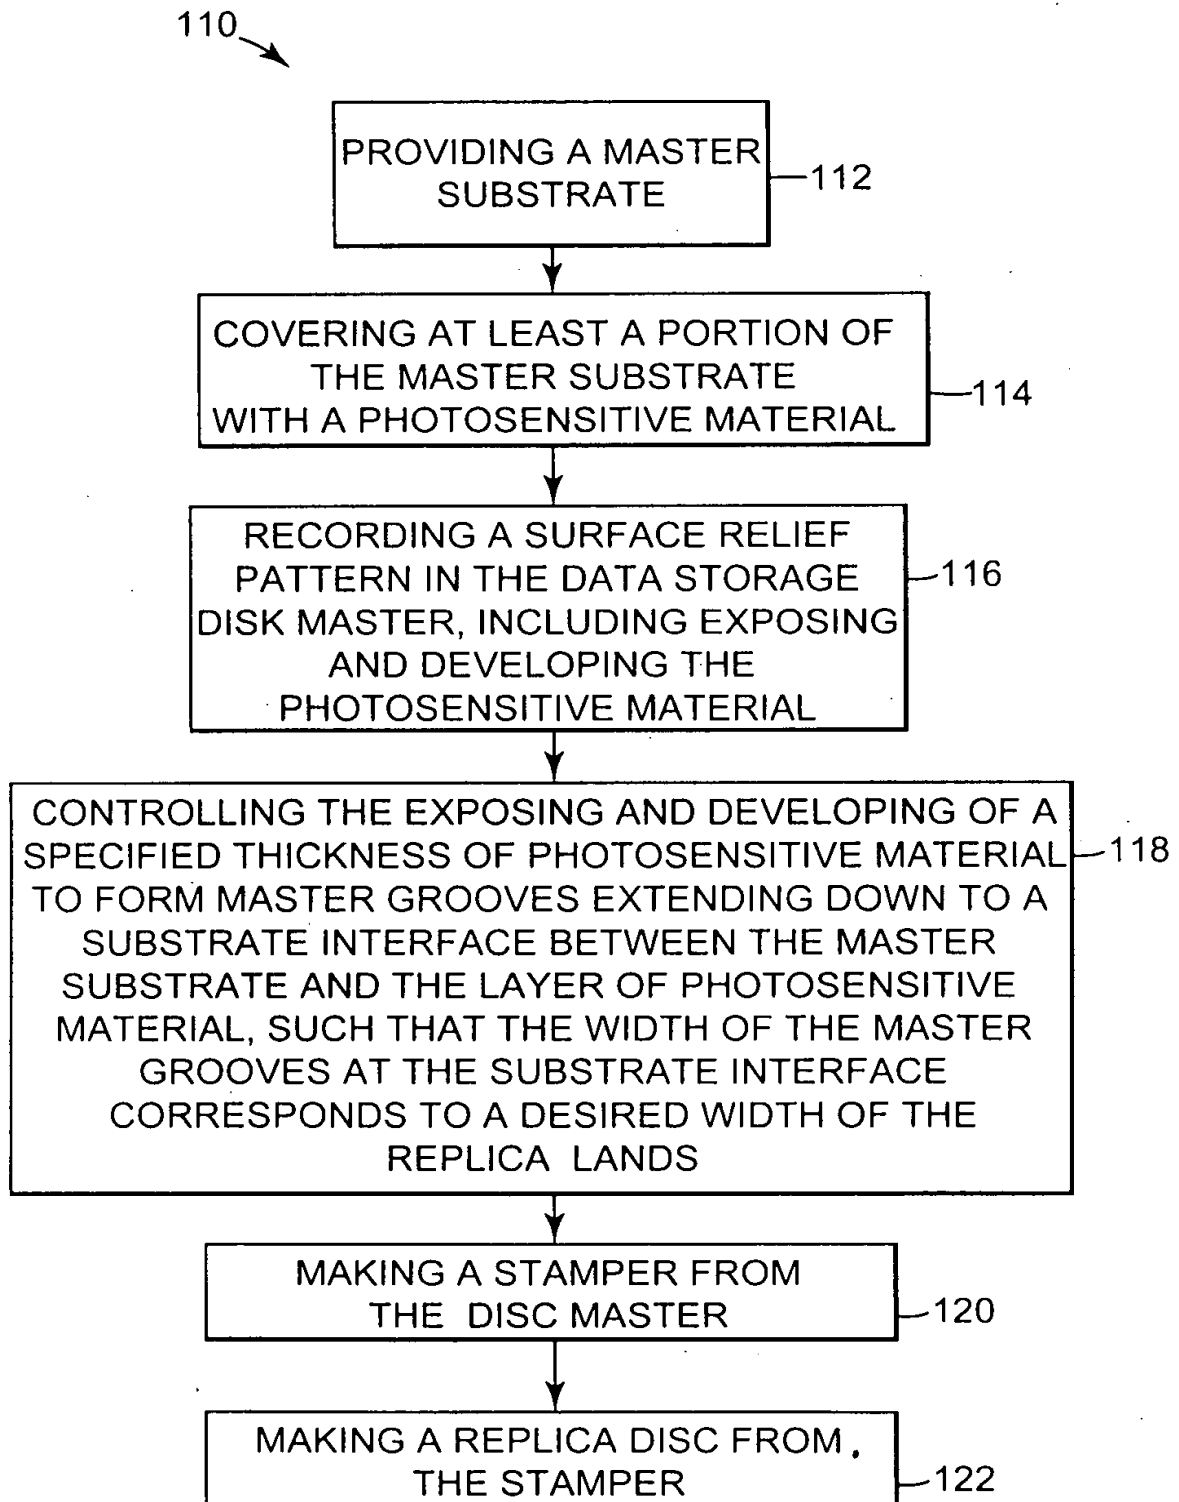 110
PROVIDING A MASTER
SUBSTRATE
112
COVERING AT LEAST A PORTION OF
THE MASTER SUBSTRATE
WITH A PHOTOSENSITIVE MATERIAL
114
RECORDING A SURFACE RELIEF
PATTERN IN THE DATA STORAGE
DISK MASTER, INCLUDING EXPOSING
AND DEVELOPING THE
PHOTOSENSITIVE MATERIAL
116
CONTROLLING THE EXPOSING AND DEVELOPING OF A
SPECIFIED THICKNESS OF PHOTOSENSITIVE MATERIAL
TO FORM MASTER GROOVES EXTENDING DOWN TO A
SUBSTRATE INTERFACE BETWEEN THE MASTER
SUBSTRATE AND THE LAYER OF PHOTOSENSITIVE
MATERIAL, SUCH THAT THE WIDTH OF THE MASTER
GROOVES AT THE SUBSTRATE INTERFACE
CORRESPONDS TO A DESIRED WIDTH OF THE
REPLICA LANDS
118
MAKING A STAMPER FROM
THE DISC MASTER
120
MAKING A REPLICA DISC FROM
THE STAMPER
122